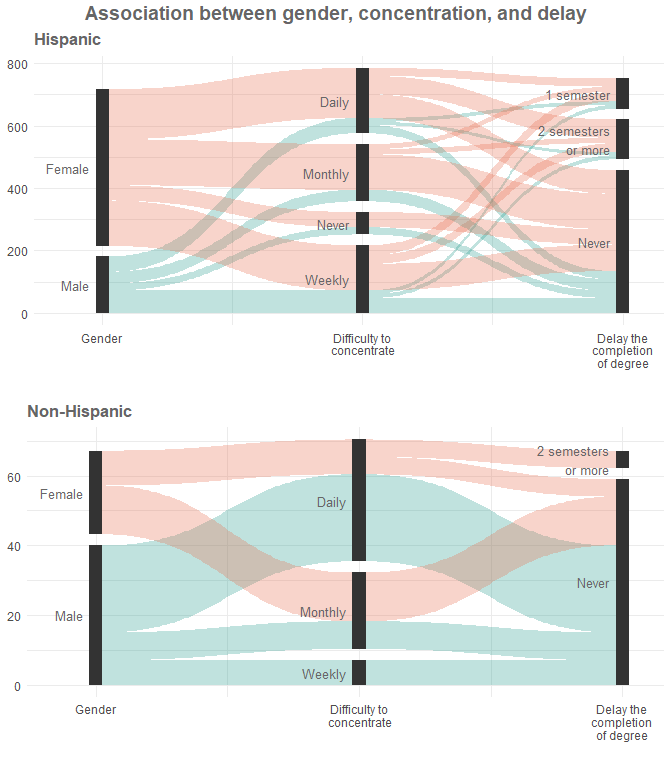 Association between gender, concentration, and delay
Hispanic
800
600
400
200
0
Female
Male
Daily
Monthly
Never
Weekly
1 semester
2 semesters
or more
Never
Gender
Difficulty to
concentrate
Delay the
completion
of degree
Non-Hispanic
60
40
20
0
Female
Male
Daily
Monthly
Weekly
2 semesters
or more
Never
Gender
Difficulty to
concentrate
Delay the
completion
of degree